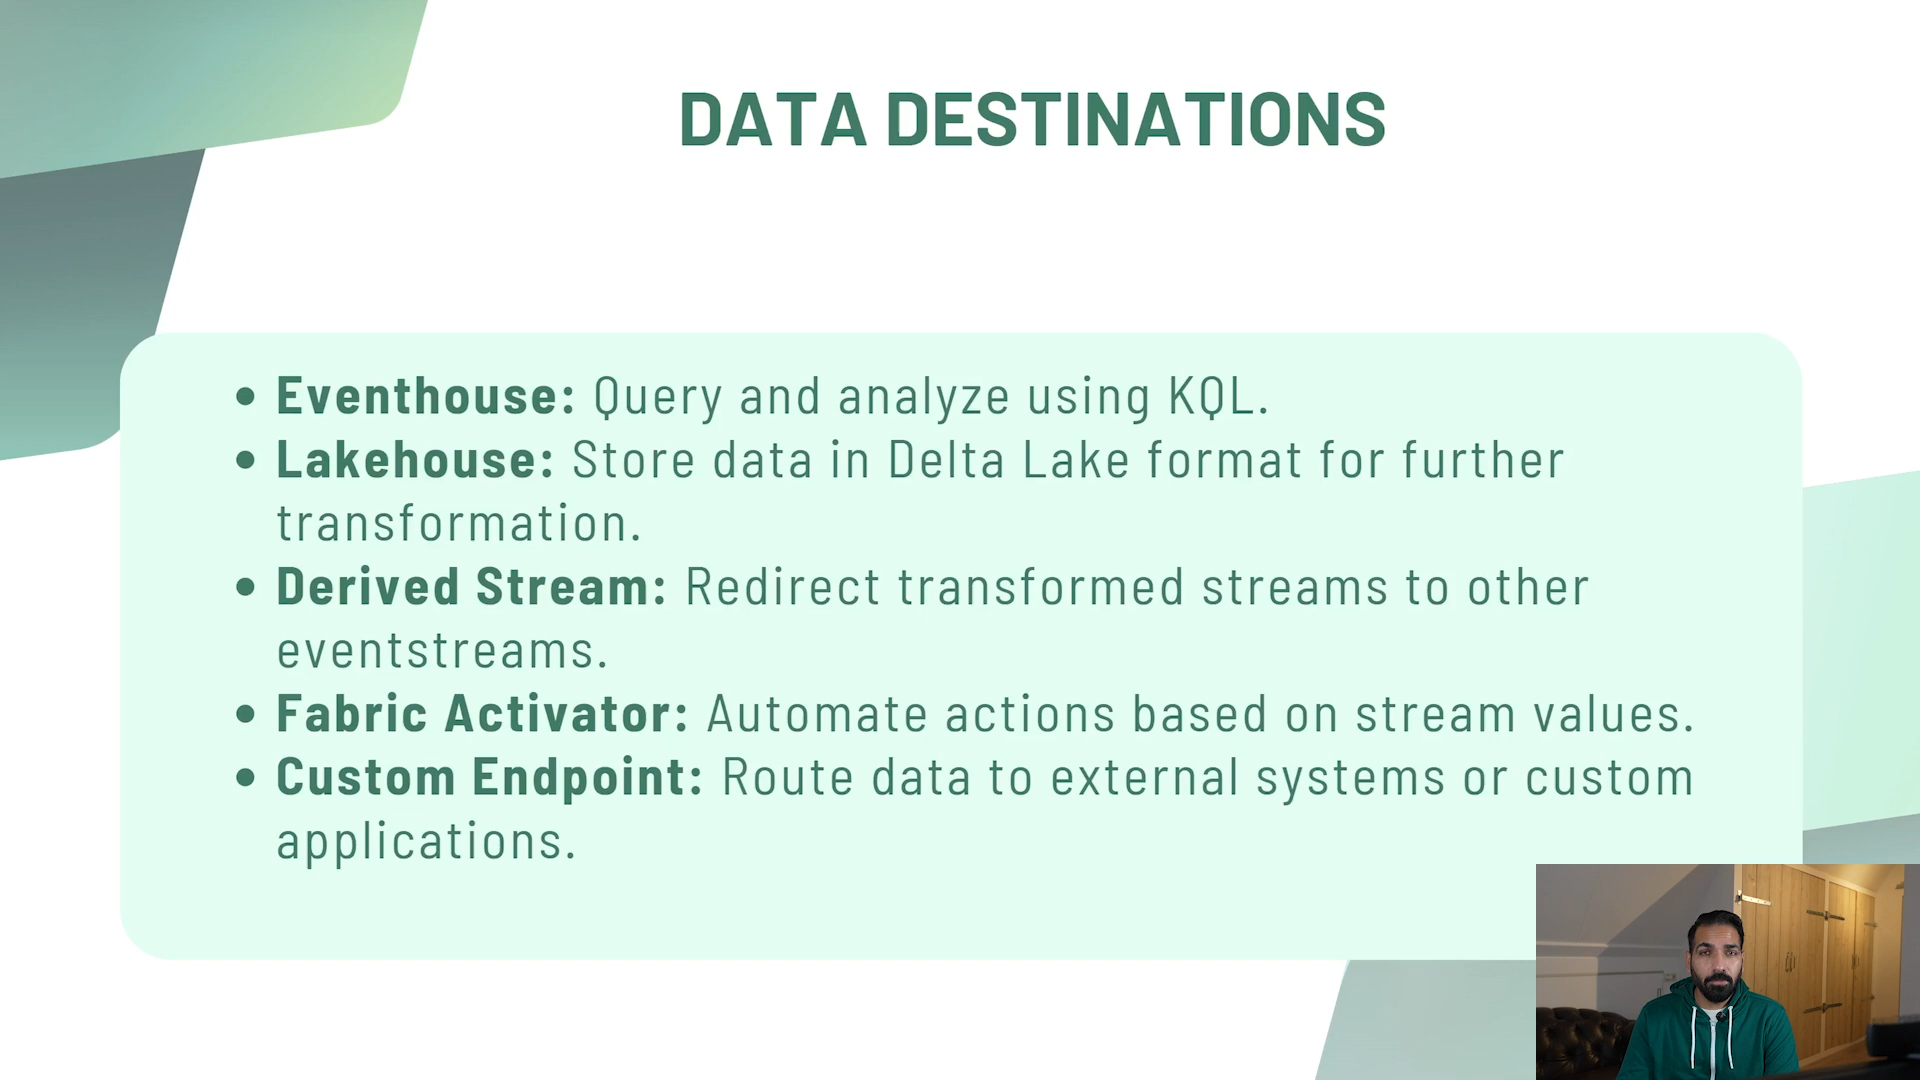 DATA DESTINATIONS
• Eventhouse: Query and analyze using KQL.
• Lakehouse: Store data in Delta Lake format for further
transformation.
• Derived Stream: Redirect transformed streams to other
eventstreams.
• Fabric Activator: Automate actions based on stream values.
• Custom Endpoint: Route data to external systems or custom
applications.